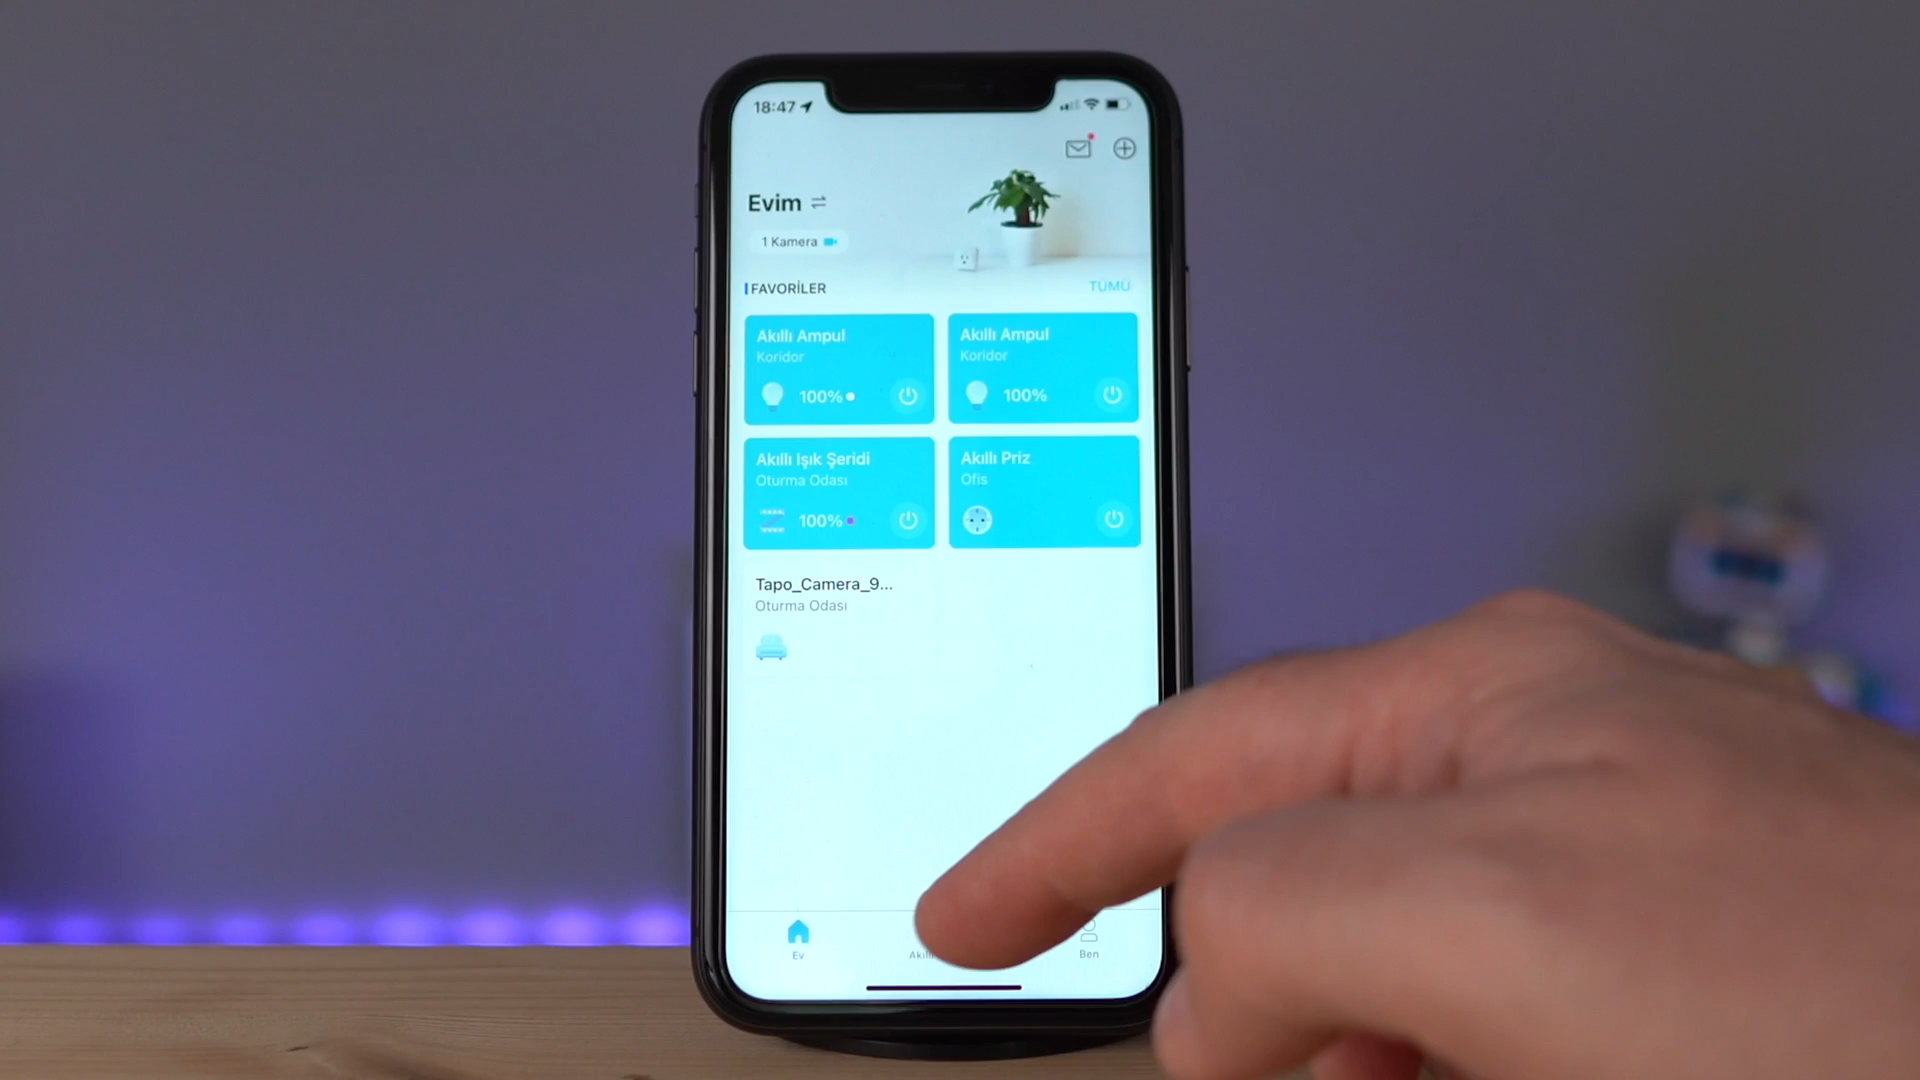 18:47
Evim
1 Kamera
FAVORİLER
TÜMÜ
Akıllı Ampul
Koridor
100%
Akıllı Ampul
Koridor
100%
Akıllı Işık Şeridi
Oturma Odası
100%
Akıllı Priz
Ofis
Tapo_Camera_9...
Oturma Odası
Ev
Ben